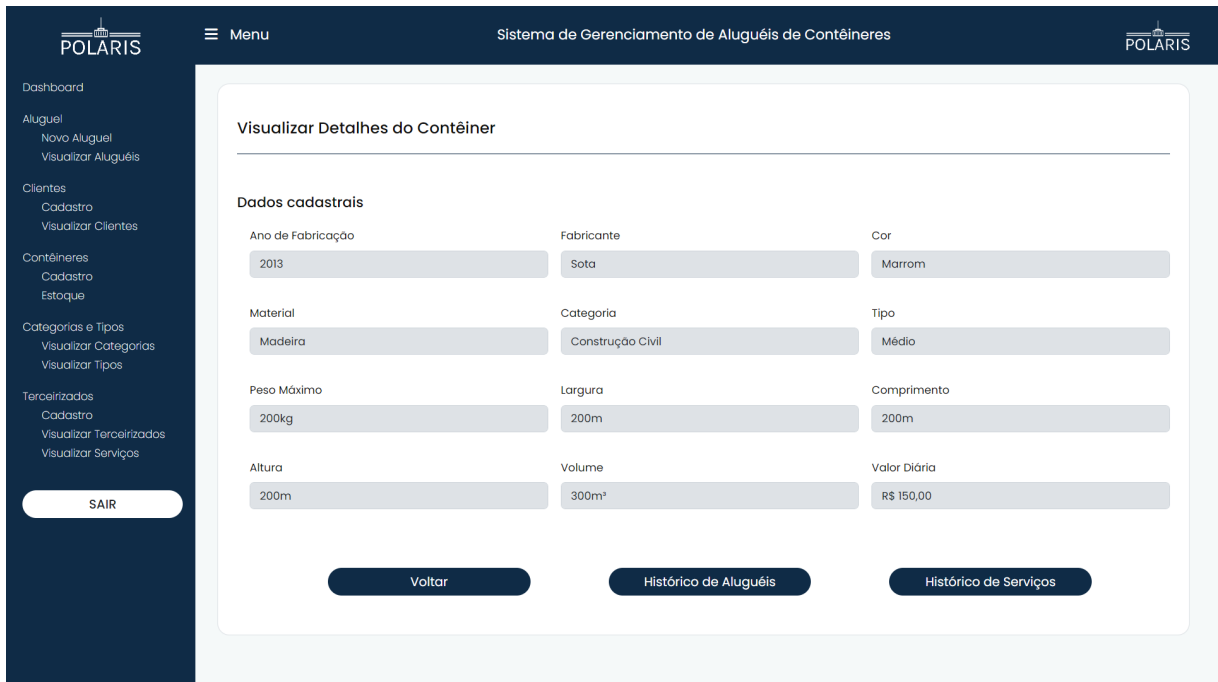 POLARIS
Menu
Sistema de Gerenciamento de Aluguéis de Contêineres
POLARIS
Dashboard
Aluguel
Novo Aluguel
Visualizar Aluguéis
Clientes
Cadastro
Visualizar Clientes
Contêineres
Cadastro
Estoque
Categorias e Tipos
Visualizar Categorias
Visualizar Tipos
Terceirizados
Cadastro
Visualizar Terceirizados
Visualizar Serviços
SAIR
Visualizar Detalhes do Contêiner
Dados cadastrais
Ano de Fabricação
Fabricante
Cor
2013
Sota
Marrom
Material
Categoria
Tipo
Madeira
Construção Civil
Médio
Peso Máximo
Largura
Comprimento
200kg
200m
200m
Altura
Volume
Valor Diária
200m
300m³
R$ 150,00
Voltar
Histórico de Aluguéis
Histórico de Serviços